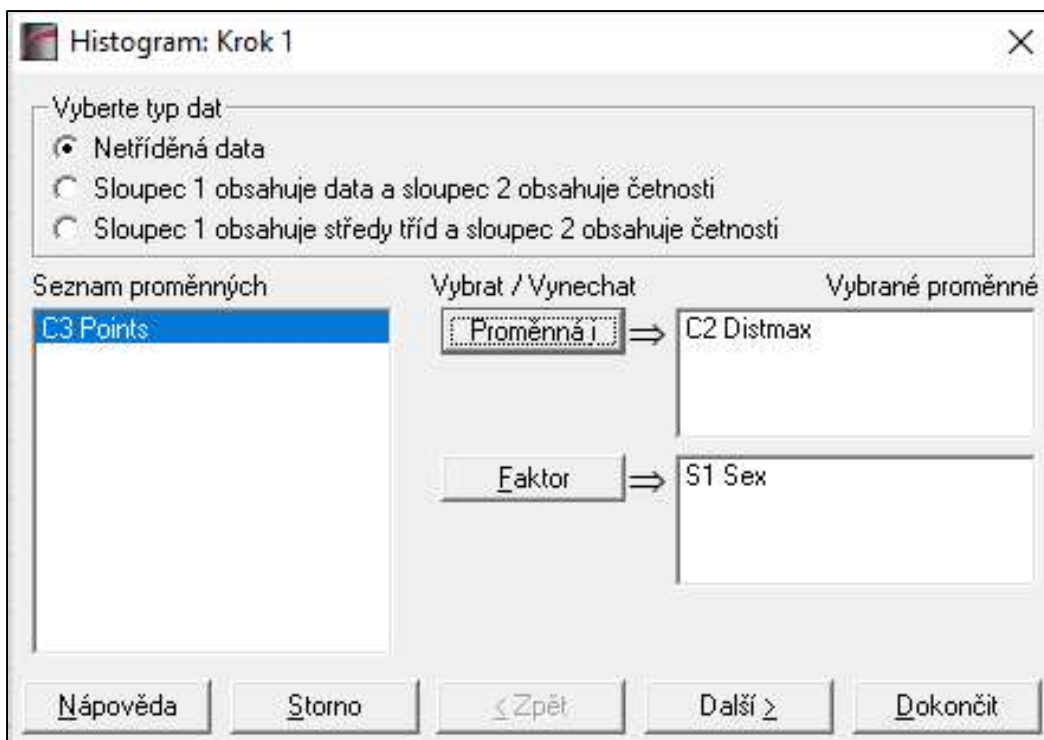 Histogram: Krok 1
Vyberte typ dat
Netříděná data
Sloupec 1 obsahuje data a sloupec 2 obsahuje četnosti
Sloupec 1 obsahuje středy tříd a sloupec 2 obsahuje četnosti
Seznam proměnných
Vybrat / Vynechat
Vybrané proměnné
C3 Points
Proměnná i
C2 Distmax
Faktor
S1 Sex
Nápověda
Storno
< Zpět
Další >
Dokončit